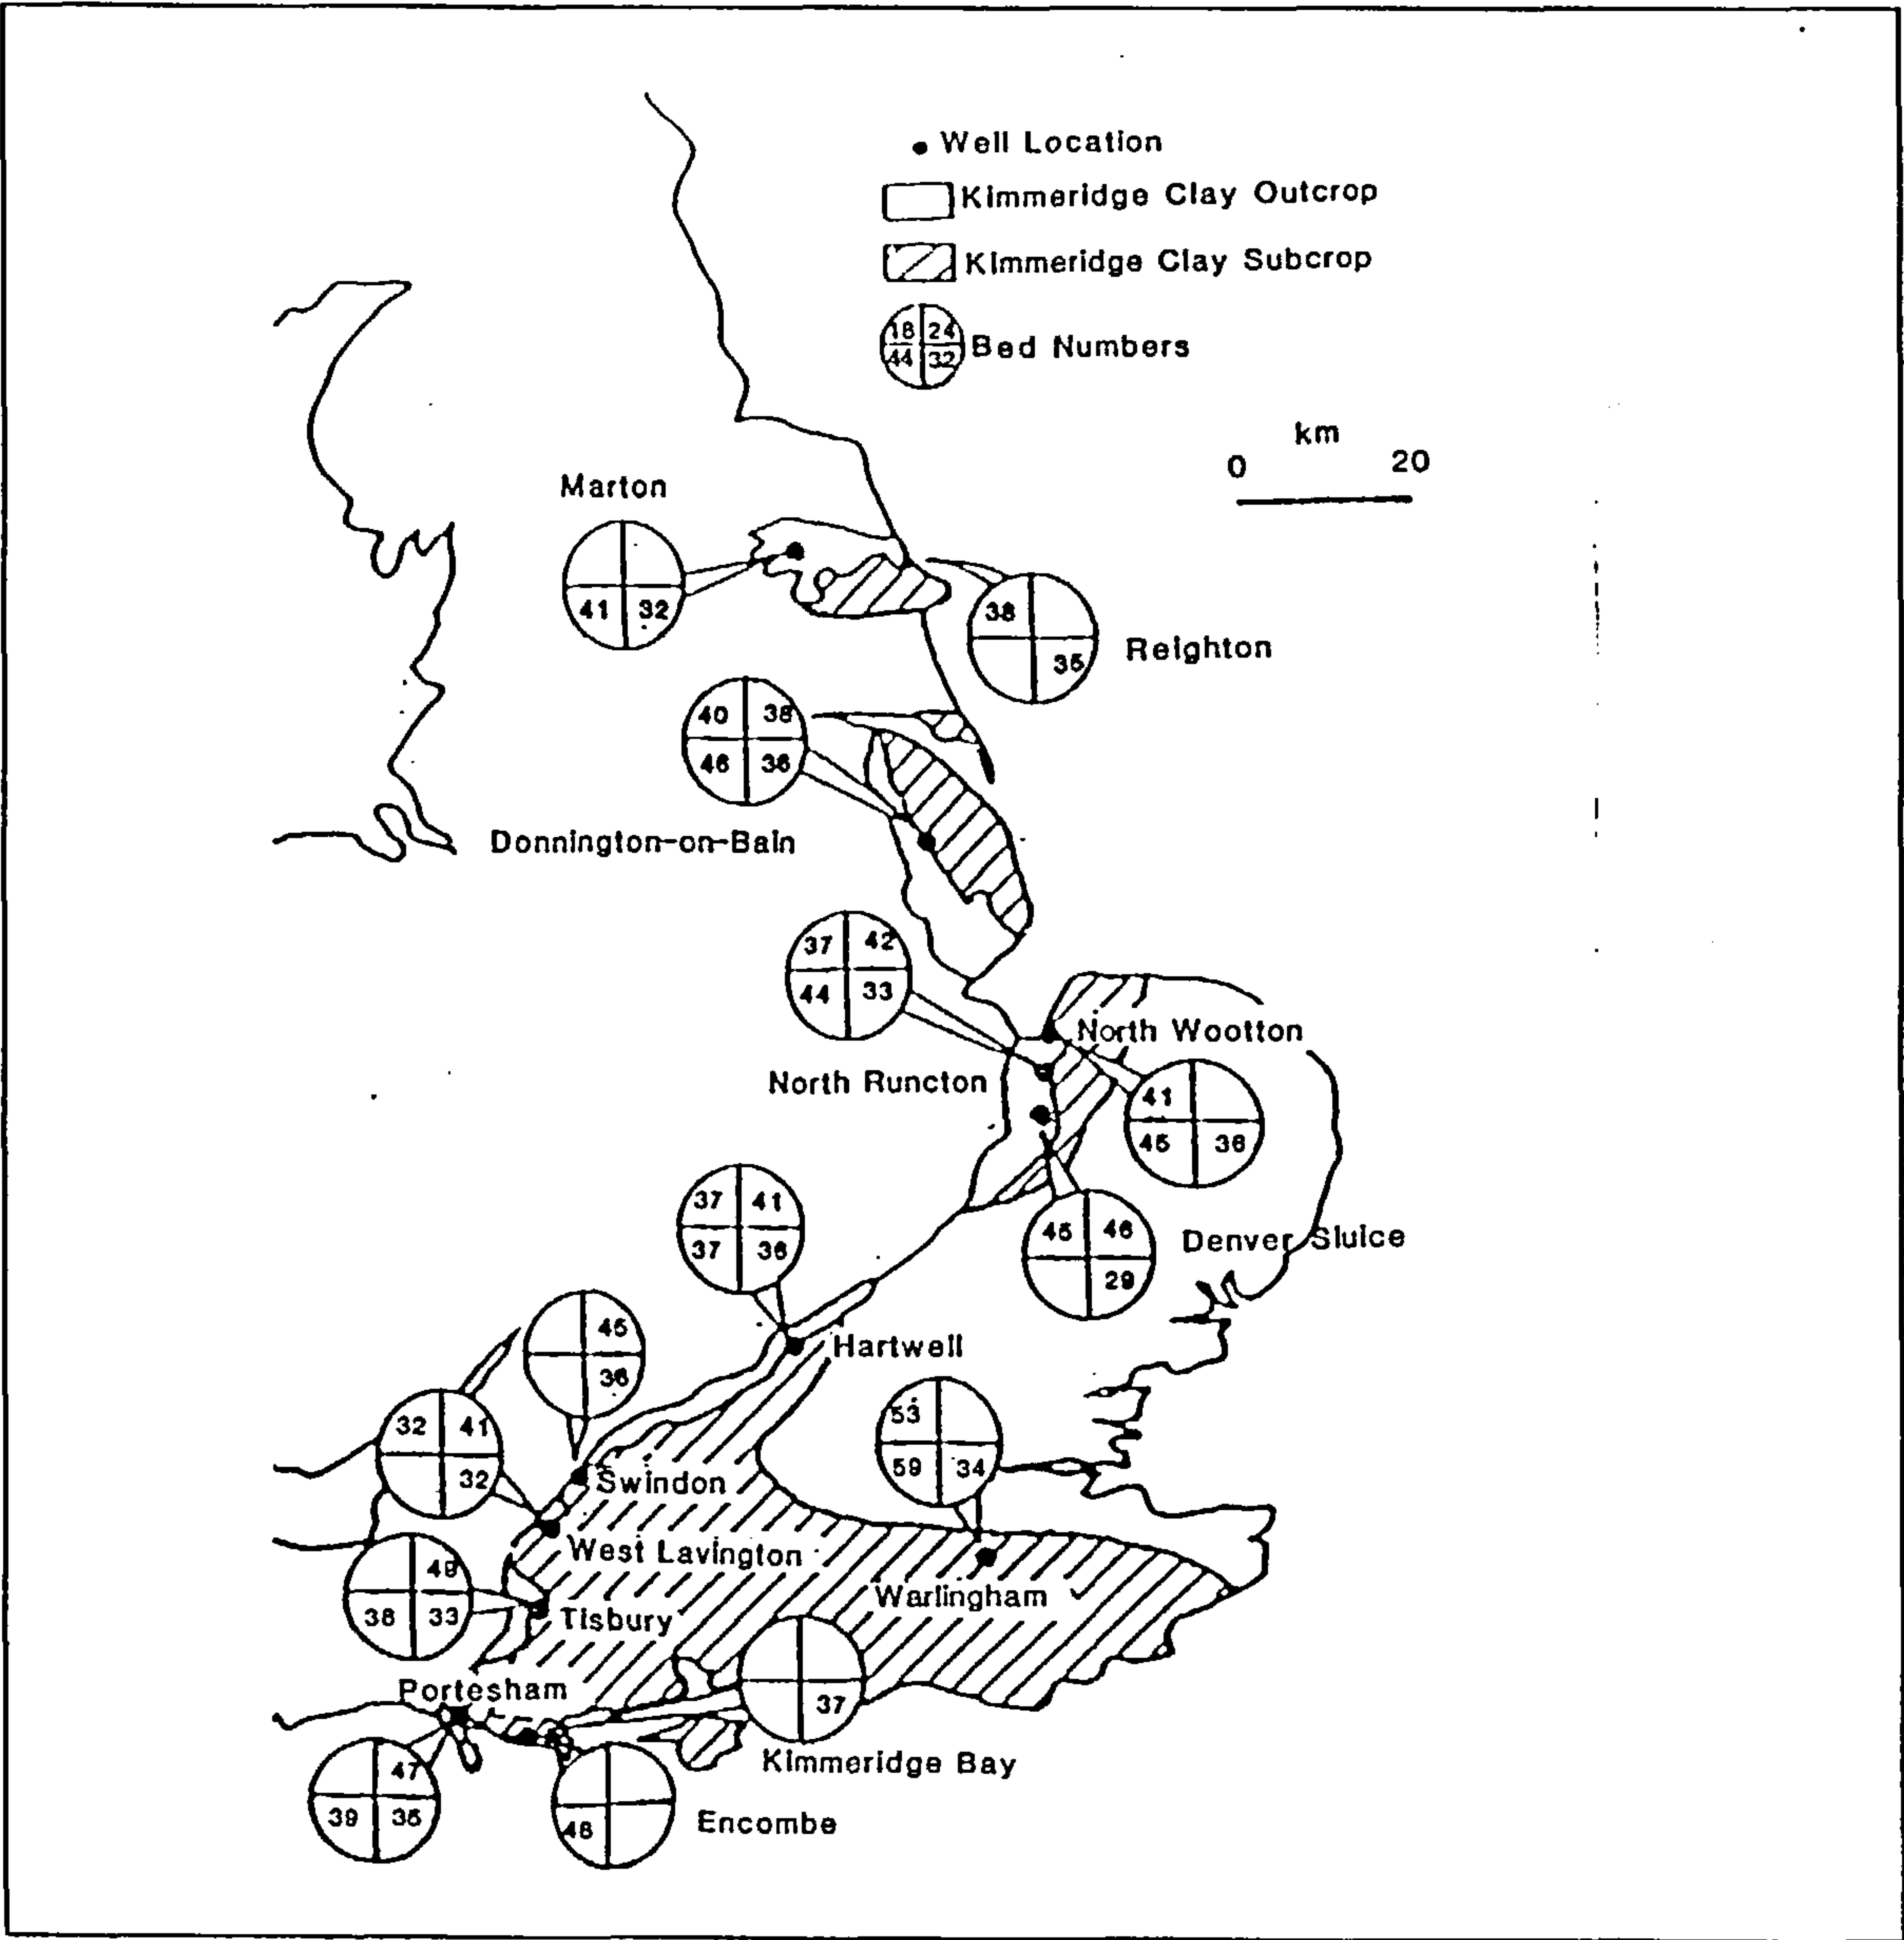 Well Location
Kimmeridge Clay Outcrop
Kimmeridge Clay Subcrop
18 24
44 32
Bed Numbers
km
0 20
Marton
41 32
38
35
Reighton
40 38
46 36
Donnington-on-Bain
37 42
44 33
North Wootton
North Runcton
41
45 36
37 41
37 36
45 46
29
Denver Sluice
45
36
Hartwell
32 41
32
53
59 34
Swindon
West Lavington
49
38 33
Warlingham
Tisbury
Portesham
37
Kimmeridge Bay
47
39 35
48
Encombe